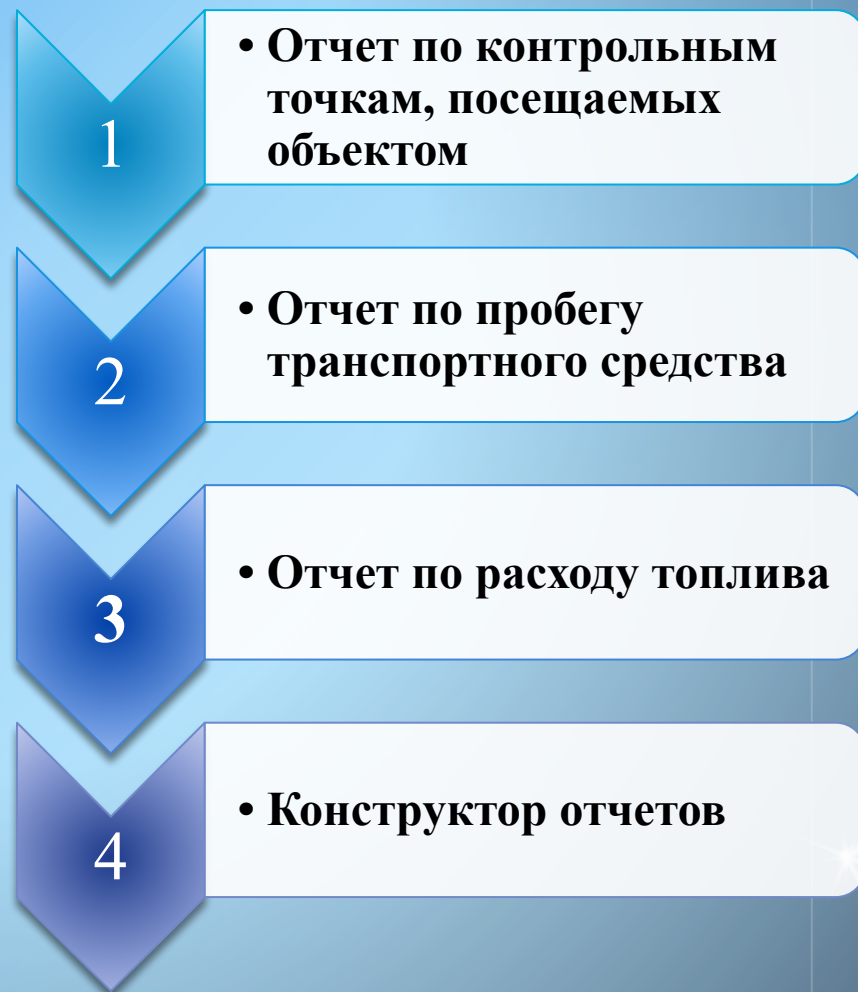 1
• Отчет по контрольным
точкам, посещаемых
объектом
2
• Отчет по пробегу
транспортного средства
3
• Отчет по расходу топлива
4
• Конструктор отчетов